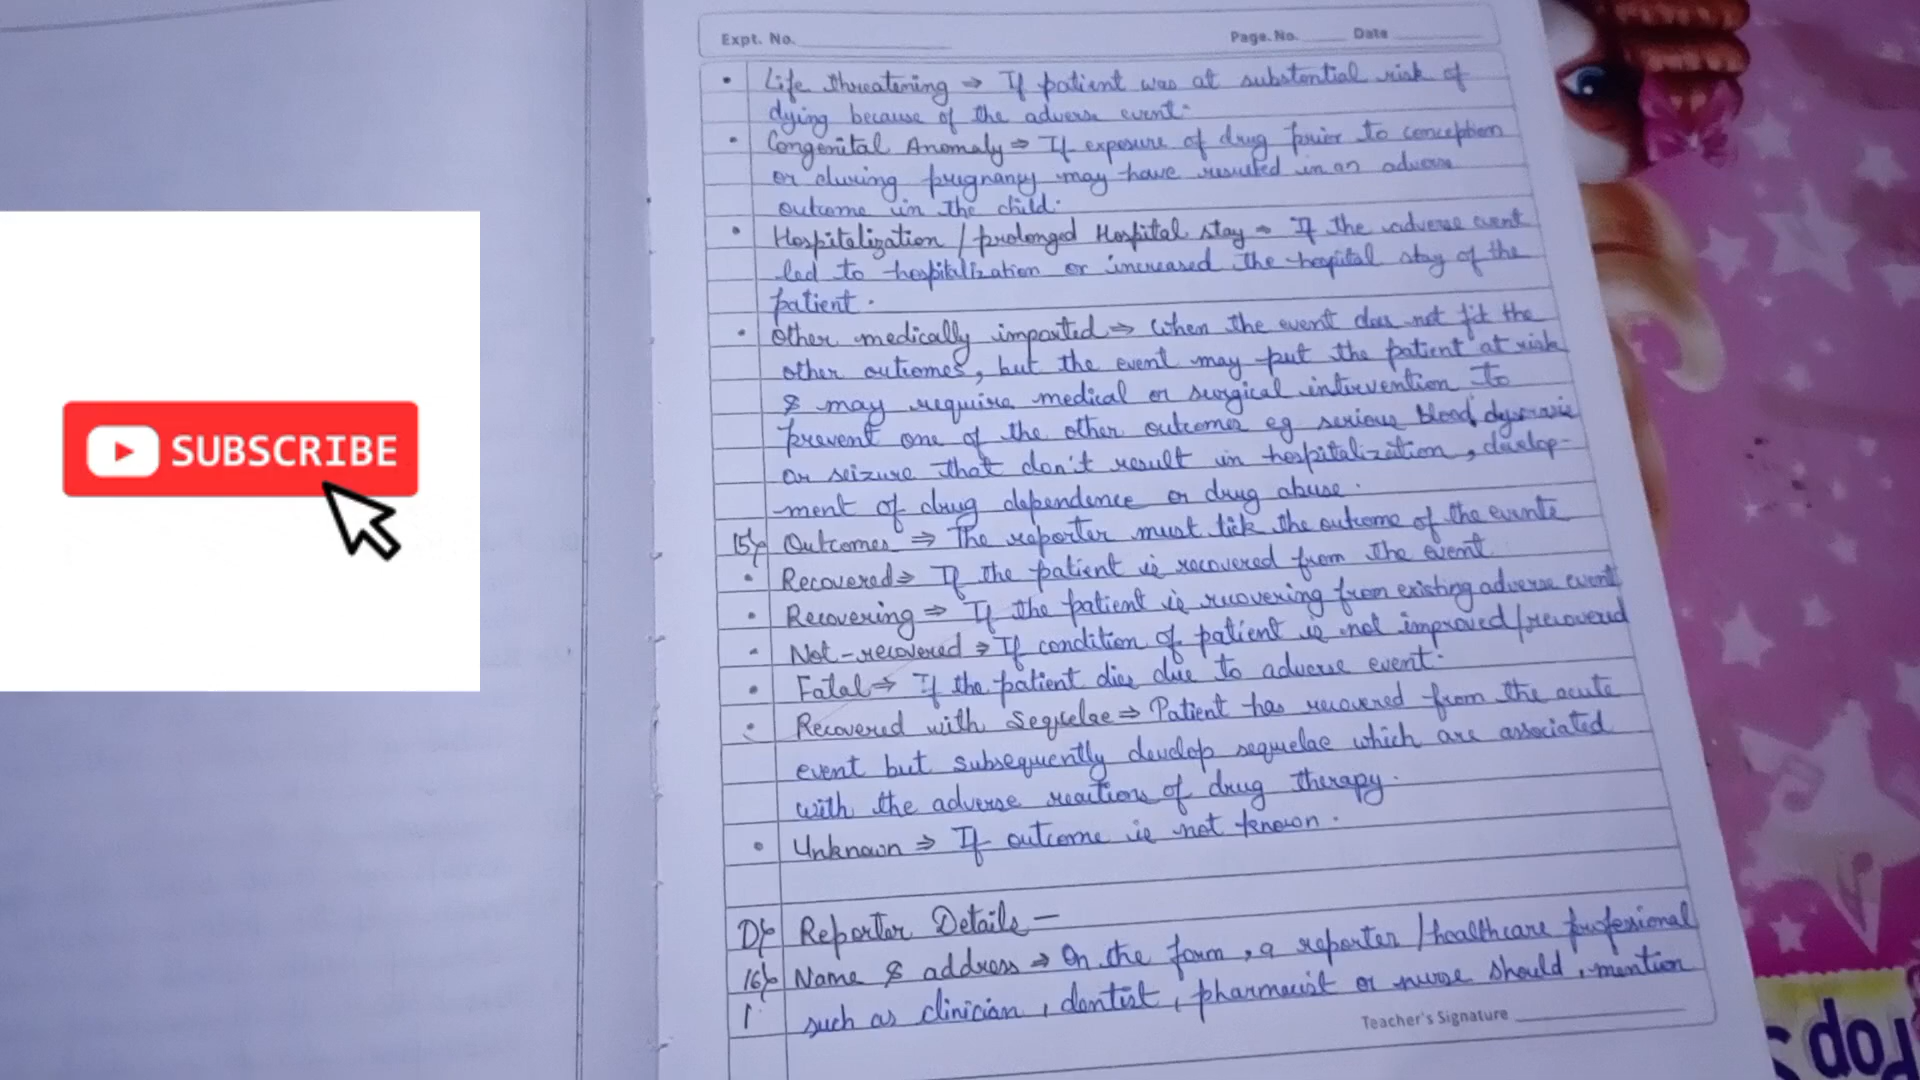 Expt. No.
Page. No. Date
• Life threatening ⇒ If patient was at substantial risk of
dying because of the adverse event.
• Congenital Anomaly ⇒ If exposure of drug prior to conception
or during pregnancy may have resulted in an adverse
outcome in the child.
• Hospitalization / prolonged Hospital stay ⇒ If the adverse event
led to hospitalization or increased the hospital stay of the
patient.
• Other medically imported ⇒ When the event does not fit the
other outcomes, but the event may put the patient at risk
& may require medical or surgical intervention to
prevent one of the other outcomes eg serious blood
or seizure that don't result in hospitalization, develop-
ment of drug dependence or drug abuse.
15) Outcomes ⇒ The reporter must tick the outcome of the events
• Recovered ⇒ If the patient is recovered from the event
• Recovering ⇒ If the patient is recovering from existing adverse event
• Not-recovered ⇒ If condition of patient is not improved/recovered
• Fatal ⇒ If the patient dies due to adverse event.
• Recovered with Sequelae ⇒ Patient has recovered from the acute
event but subsequently develop sequelae which are associated
with the adverse reactions of drug therapy.
• Unknown ⇒ If outcome is not known.
D) Reporter Details —
16) Name & address ⇒ On the form, a reporter /healthcare professional
such as clinician, dentist, pharmacist or nurse should mention
Teacher's Signature
SUBSCRIBE